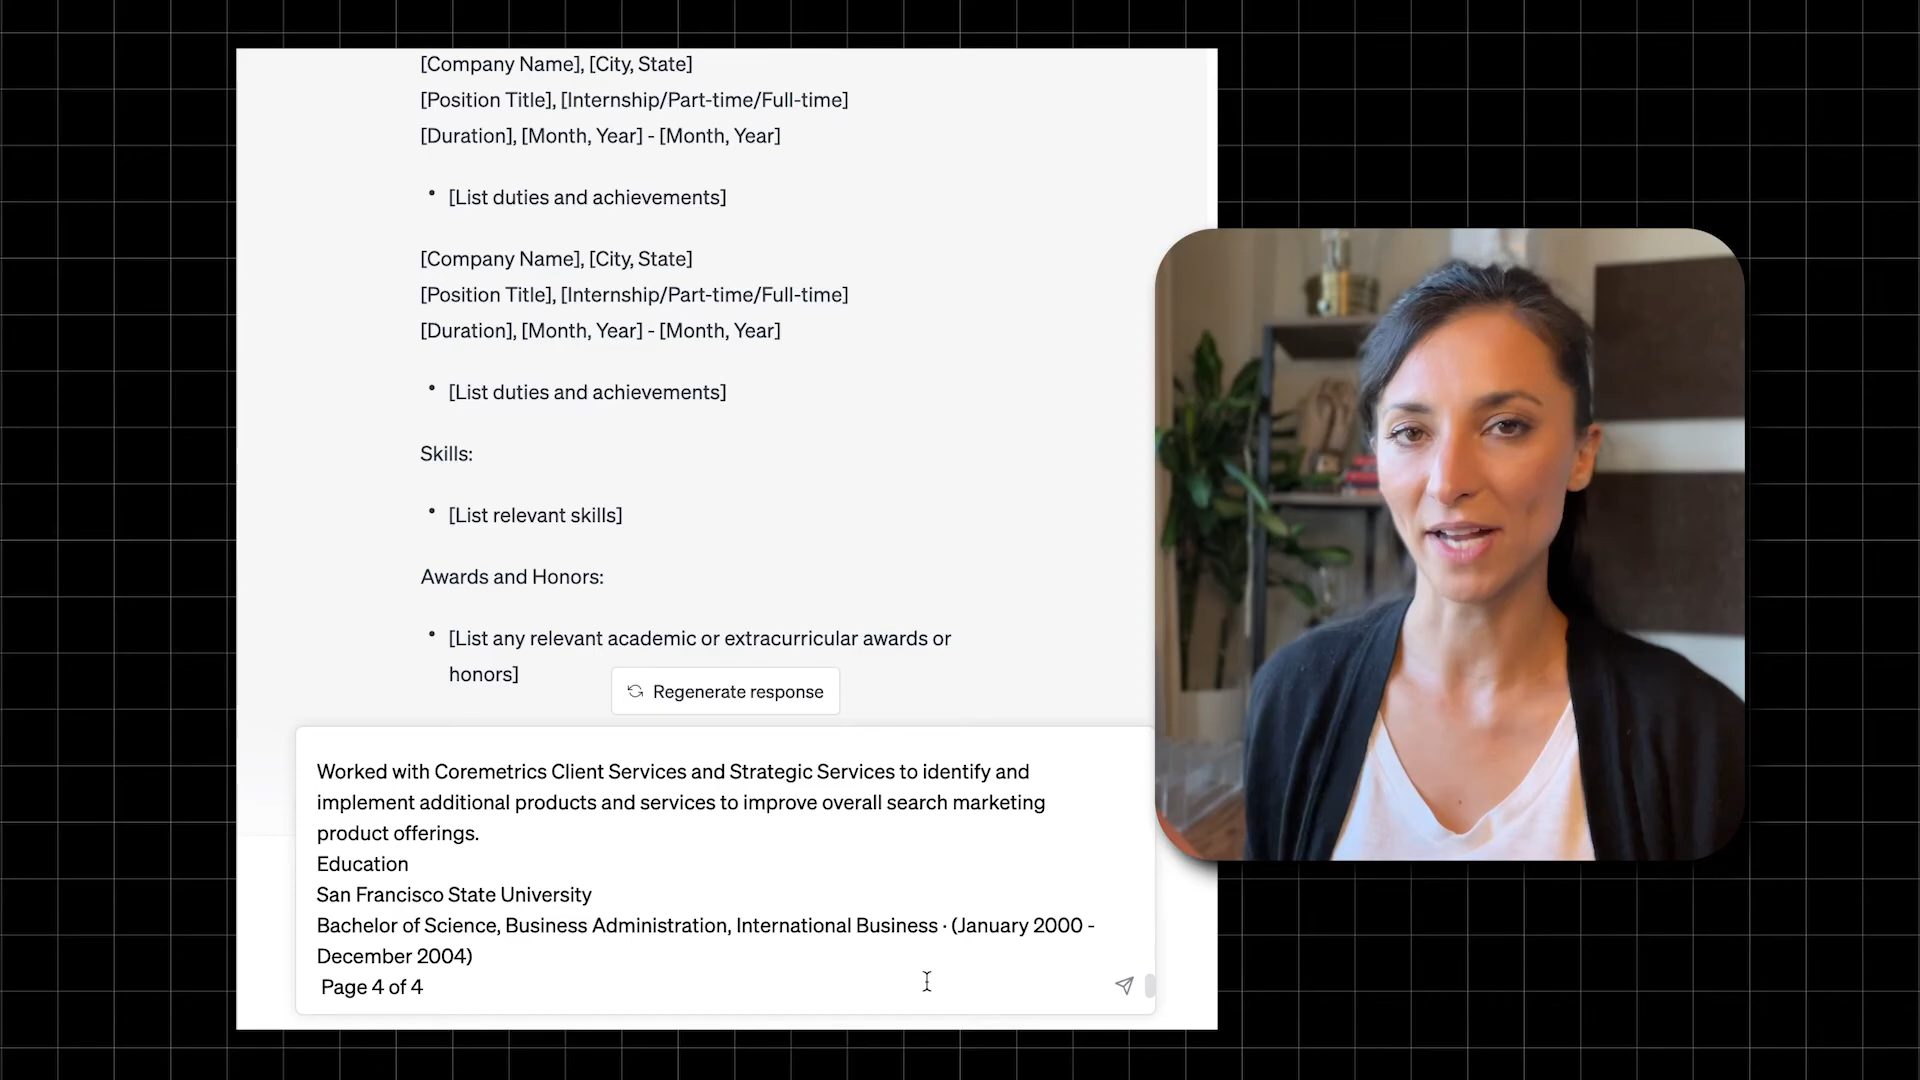 [Company Name], [City, State]
[Position Title], [Internship/Part-time/Full-time]
[Duration], [Month, Year] - [Month, Year]
• [List duties and achievements]
[Company Name], [City, State]
[Position Title], [Internship/Part-time/Full-time]
[Duration], [Month, Year] - [Month, Year]
• [List duties and achievements]
Skills:
• [List relevant skills]
Awards and Honors:
• [List any relevant academic or extracurricular awards or
honors]
Regenerate response
Worked with Coremetrics Client Services and Strategic Services to identify and
implement additional products and services to improve overall search marketing
product offerings.
Education
San Francisco State University
Bachelor of Science, Business Administration, International Business · (January 2000 -
December 2004)
Page 4 of 4